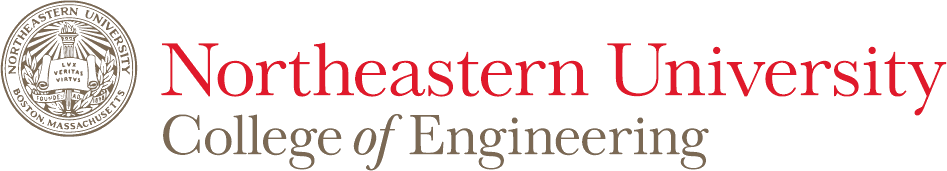 NORTHEASTERN UNIVERSITY
LUX
VERITAS
VIRTUS
BOSTON, MASSACHUSETTS
Northeastern University
College of Engineering